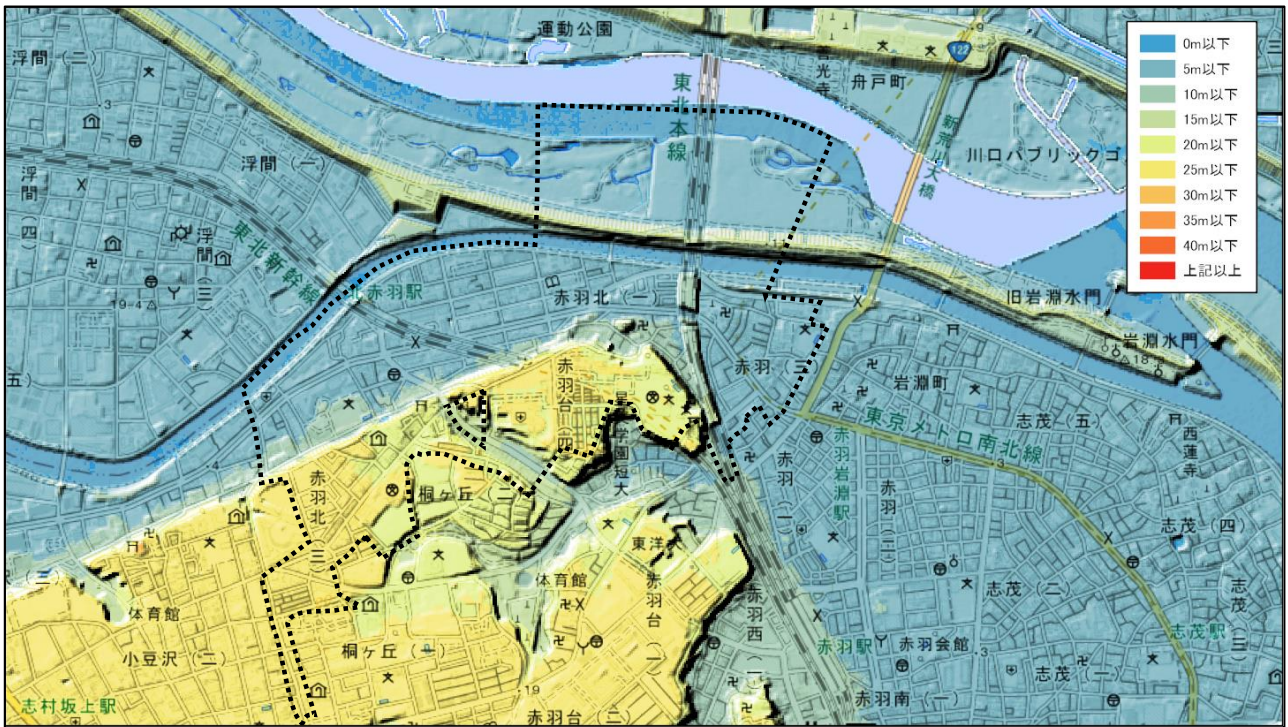 運動公園
浮間（二）
122
舟戸町
東北本線
新荒川大橋
川口パブリックゴ
浮間（一）
浮間（四）
浮間（三）
東北新幹線
北赤羽駅
赤羽北（一）
旧岩淵水門
岩淵水門
赤羽（三）
岩淵町
赤羽台（四）
志茂（五）
東京メトロ南北線
西蓮寺
赤羽岩淵駅
赤羽（一）
赤羽（二）
赤羽北（三）
桐ヶ丘（二）
東洋大
志茂（四）
体育館
体育館
赤羽台（一）
赤羽西（一）
志茂（二）
志茂（三）
小豆沢（二）
桐ヶ丘（一）
赤羽駅
赤羽会館
志茂駅
志茂（一）
志村坂上駅
赤羽台（二）
赤羽南（一）
0m以下
5m以下
10m以下
15m以下
20m以下
25m以下
30m以下
35m以下
40m以下
上記以上